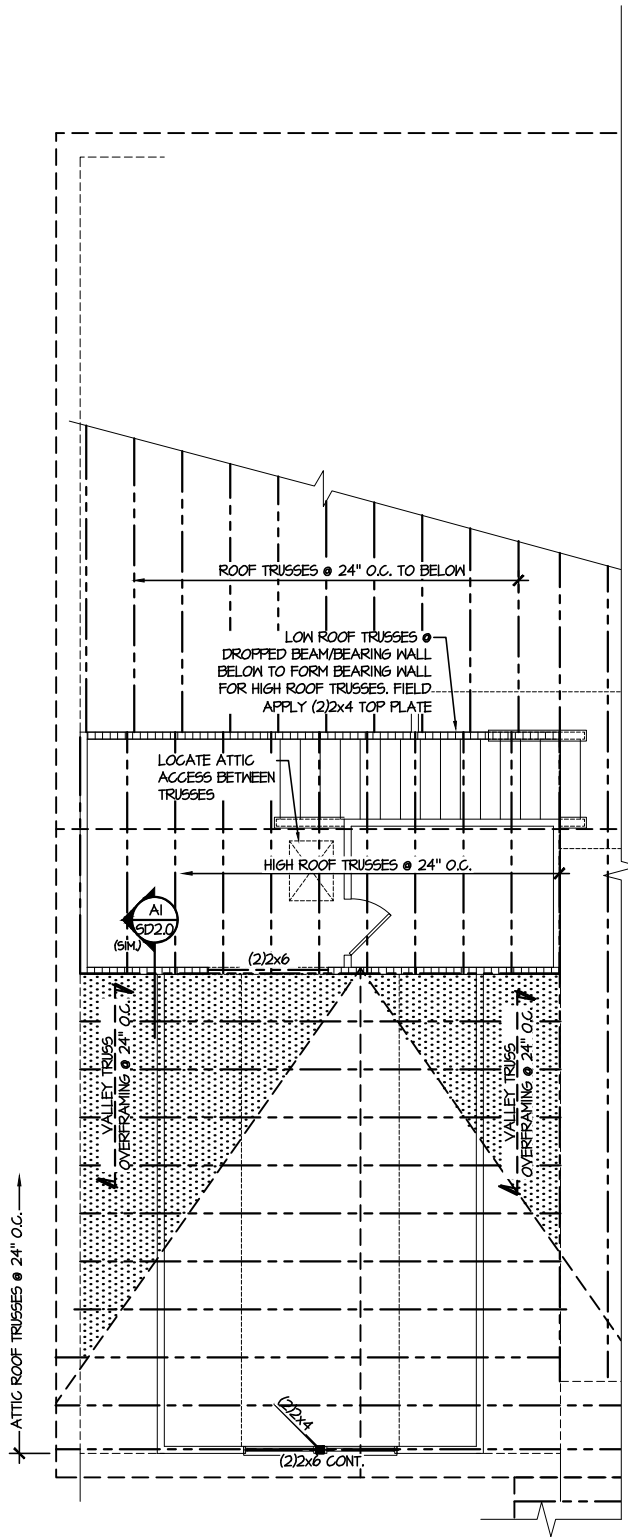 ROOF TRUSSES @ 24" O.C. TO BELOW
LOW ROOF TRUSSES @
DROPPED BEAM/BEARING WALL
BELOW TO FORM BEARING WALL
FOR HIGH ROOF TRUSSES. FIELD
APPLY (2)2x4 TOP PLATE
LOCATE ATTIC
ACCESS BETWEEN
TRUSSES
HIGH ROOF TRUSSES @ 24" O.C.
A1
SD2.0
(SIM.)
(2)2x6
VALLEY TRUSS
OVERFRAMING @ 24" O.C.
VALLEY TRUSS
OVERFRAMING @ 24" O.C.
ATTIC ROOF TRUSSES @ 24" O.C.
(2)2x4
(2)2x6 CONT.